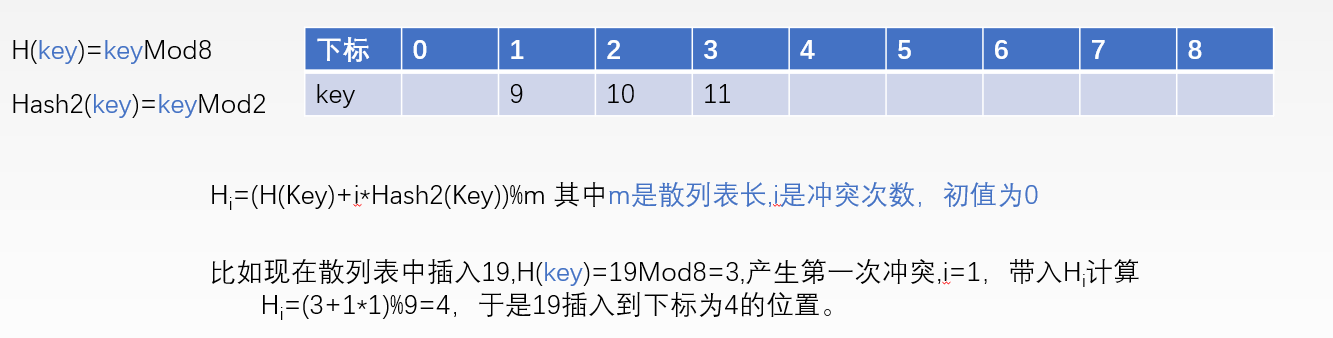 H(key)=keyMod8
Hash2(key)=keyMod2
下标 0 1 2 3 4 5 6 7 8
key 9 10 11
Hi=(H(Key)+i*Hash2(Key))%m 其中m是散列表长,i是冲突次数，初值为0
比如现在散列表中插入19,H(key)=19Mod8=3,产生第一次冲突,i=1，带入Hi计算
Hi=(3+1*1)%9=4，于是19插入到下标为4的位置。